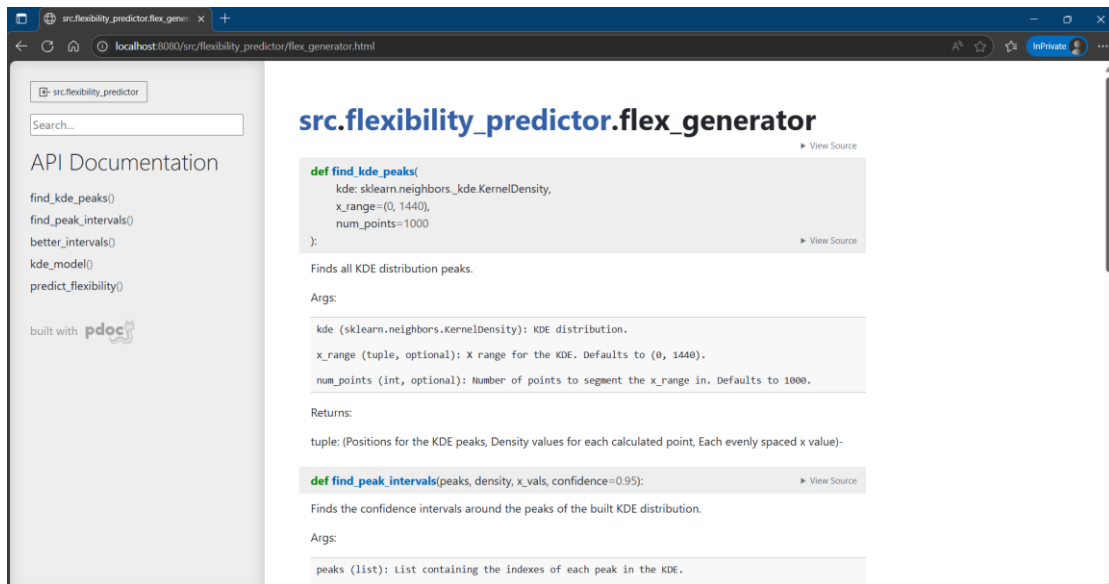 src.flexibility_predictor.flex_gener
localhost:8080/src/flexibility_predictor/flex_generator.html
InPrivate
src.flexibility_predictor
Search...
API Documentation
find_kde_peaks()
find_peak_intervals()
better_intervals()
kde_model()
predict_flexibility()
built with pdoc
src.flexibility_predictor.flex_generator
View Source
def find_kde_peaks(
kde: sklearn.neighbors._kde.KernelDensity,
x_range=(0, 1440),
num_points=1000
):
View Source
Finds all KDE distribution peaks.
Args:
kde (sklearn.neighbors.KernelDensity): KDE distribution.
x_range (tuple, optional): X range for the KDE. Defaults to (0, 1440).
num_points (int, optional): Number of points to segment the x_range in. Defaults to 1000.
Returns:
tuple: (Positions for the KDE peaks, Density values for each calculated point, Each evenly spaced x value)-
def find_peak_intervals(peaks, density, x_vals, confidence=0.95):
View Source
Finds the confidence intervals around the peaks of the built KDE distribution.
Args:
peaks (list): List containing the indexes of each peak in the KDE.